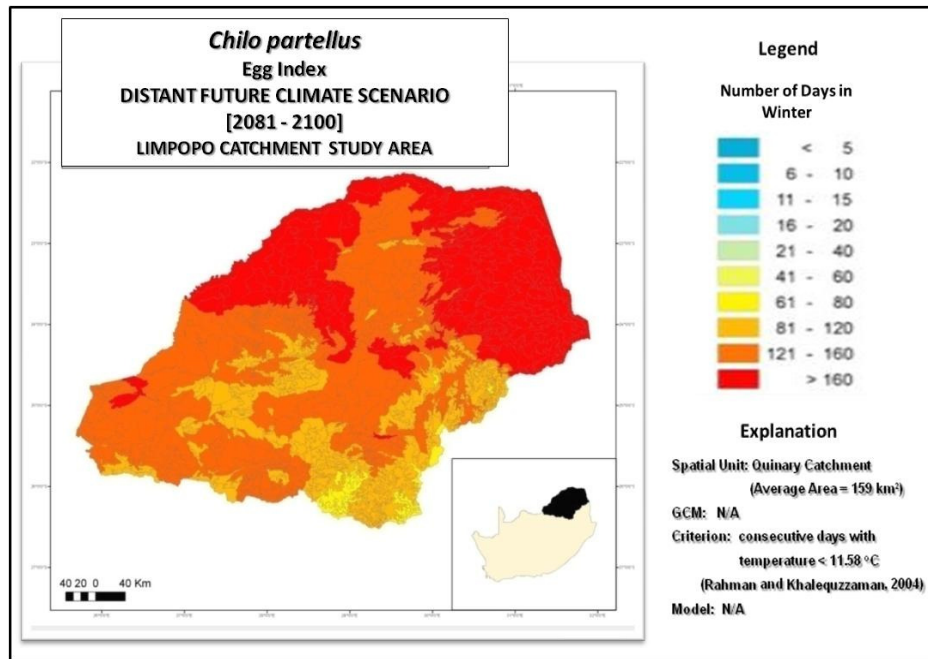 Chilo partellus
Egg Index
DISTANT FUTURE CLIMATE SCENARIO
[2081 - 2100]
LIMPOPO CATCHMENT STUDY AREA
40 20 0 40 Km
Legend
Number of Days in
Winter
< 5
6 - 10
11 - 15
16 - 20
21 - 40
41 - 60
61 - 80
81 - 120
121 - 160
> 160
Explanation
Spatial Unit: Quinary Catchment
(Average Area = 159 km²)
GCM: N/A
Criterion: consecutive days with
temperature < 11.58 °C
(Rahman and Khalequzzaman, 2004)
Model: N/A